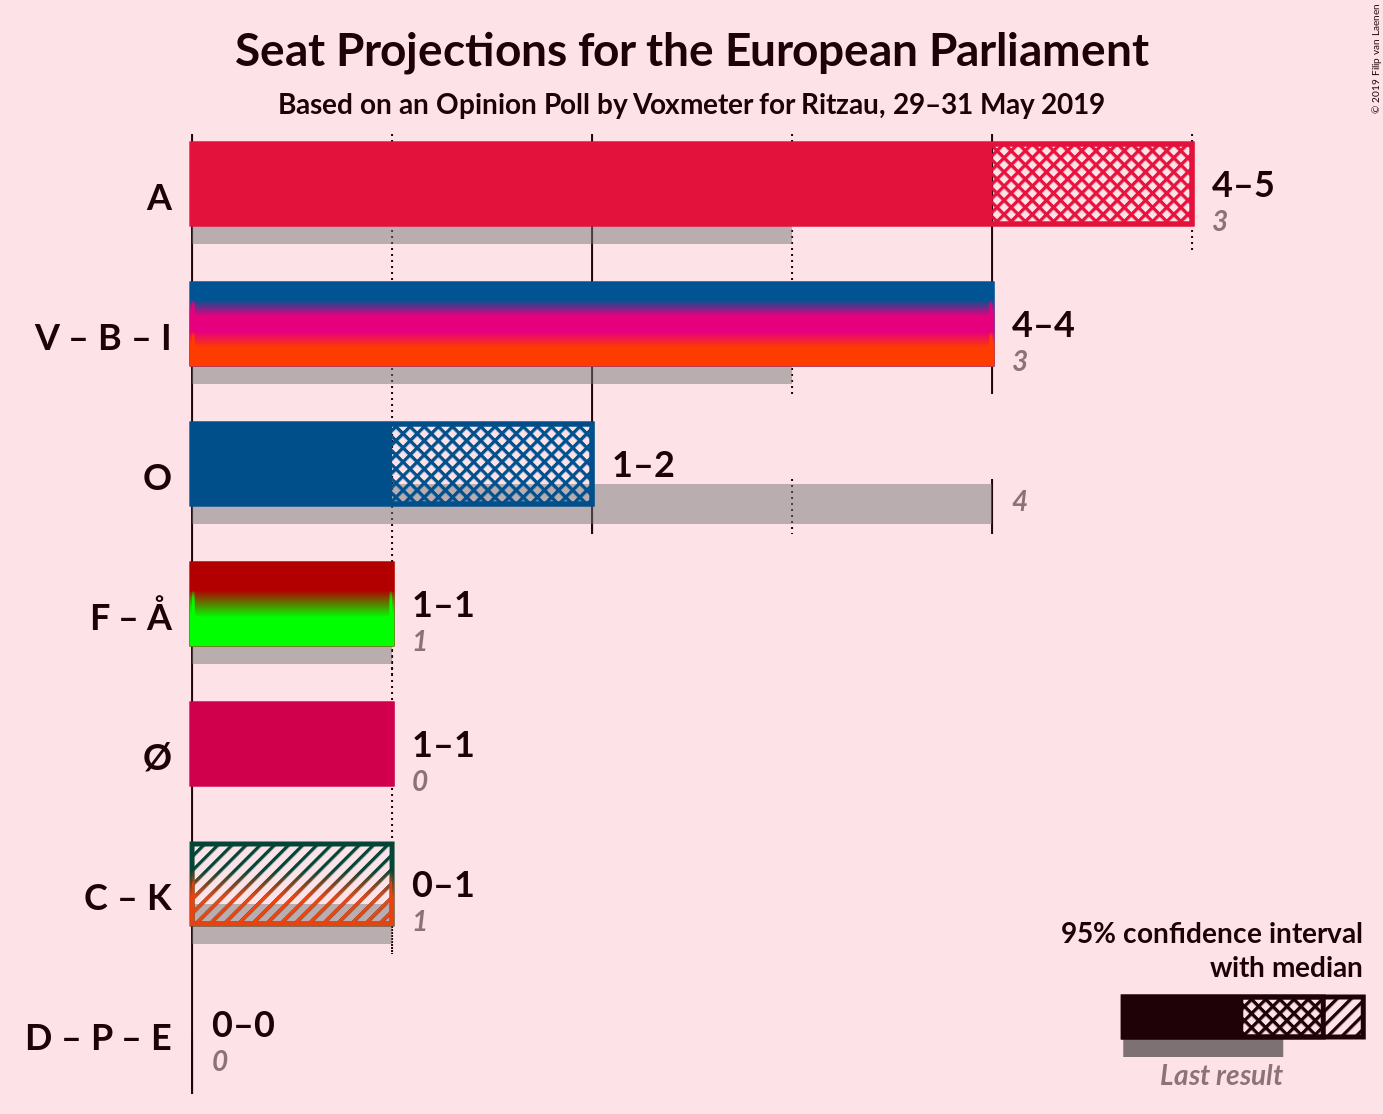 Seat Projections for the European Parliament
Based on an Opinion Poll by Voxmeter for Ritzau, 29–31 May 2019
© 2019 Filip van Laenen
A
4–5
3
V – B – I
4–4
3
O
1–2
4
F – Å
1–1
1
Ø
1–1
0
C – K
0–1
1
D – P – E
0–0
0
95% confidence interval
with median
Last result